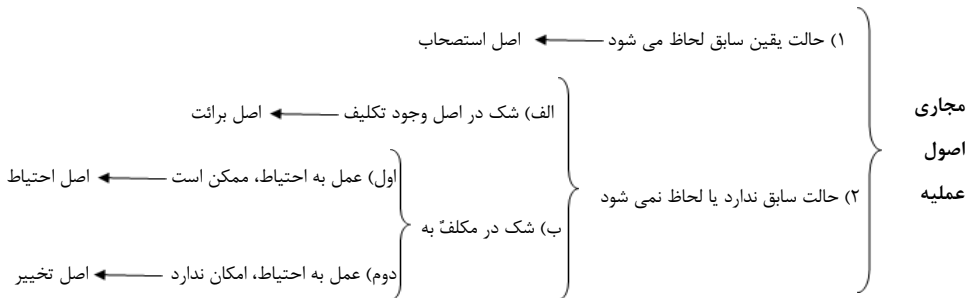 مجاری
اصول
عملیه
۱) حالت یقین سابق لحاظ می شود
اصل استصحاب
۲) حالت سابق ندارد یا لحاظ نمی شود
الف) شک در اصل وجود تکلیف
اصل برائت
ب) شک در مکلفٌ به
اول) عمل به احتیاط، ممکن است
اصل احتیاط
دوم) عمل به احتیاط، امکان ندارد
اصل تخییر